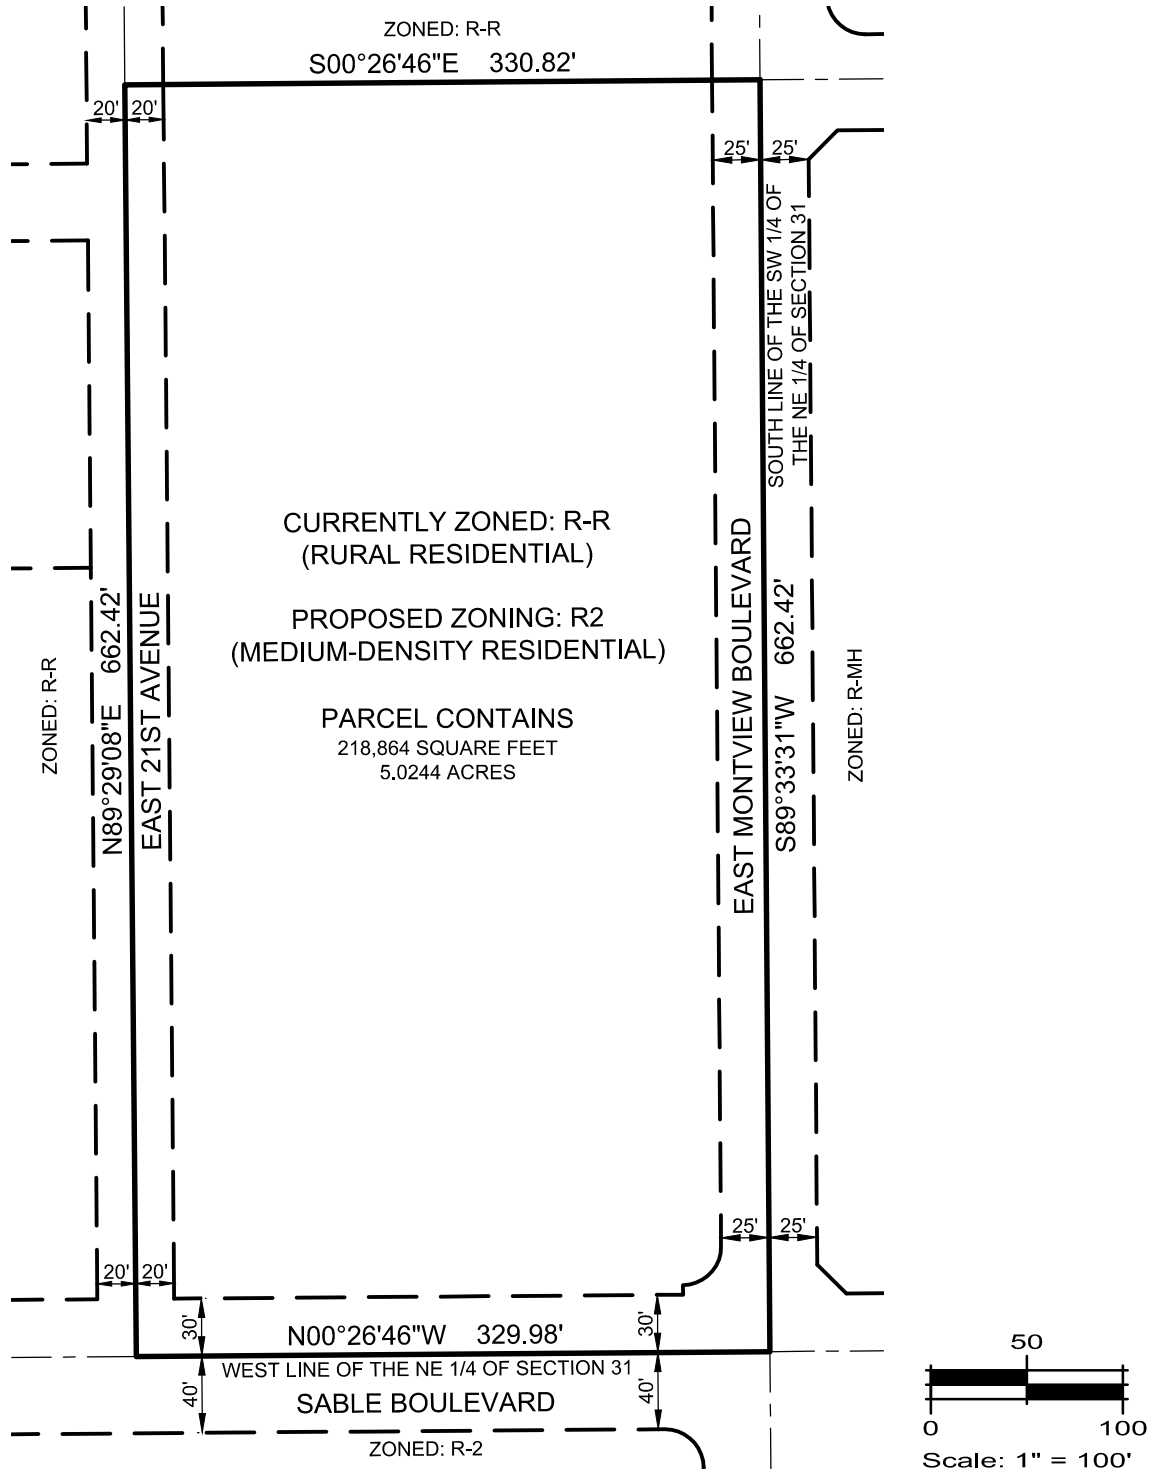 ZONED: R-R
S00°26'46"E 330.82'
20' 20'
25' 25'
SOUTH LINE OF THE SW 1/4 OF
THE NE 1/4 OF SECTION 31
CURRENTLY ZONED: R-R
(RURAL RESIDENTIAL)
PROPOSED ZONING: R2
(MEDIUM-DENSITY RESIDENTIAL)
PARCEL CONTAINS
218,864 SQUARE FEET
5.0244 ACRES
ZONED: R-R
N89°29'08"E 662.42'
EAST 21ST AVENUE
EAST MONTVIEW BOULEVARD
S89°33'31"W 662.42'
ZONED: R-MH
25' 25'
20' 20'
30'
30'
N00°26'46"W 329.98'
WEST LINE OF THE NE 1/4 OF SECTION 31
40'
40'
SABLE BOULEVARD
ZONED: R-2
50
0 100
Scale: 1" = 100'